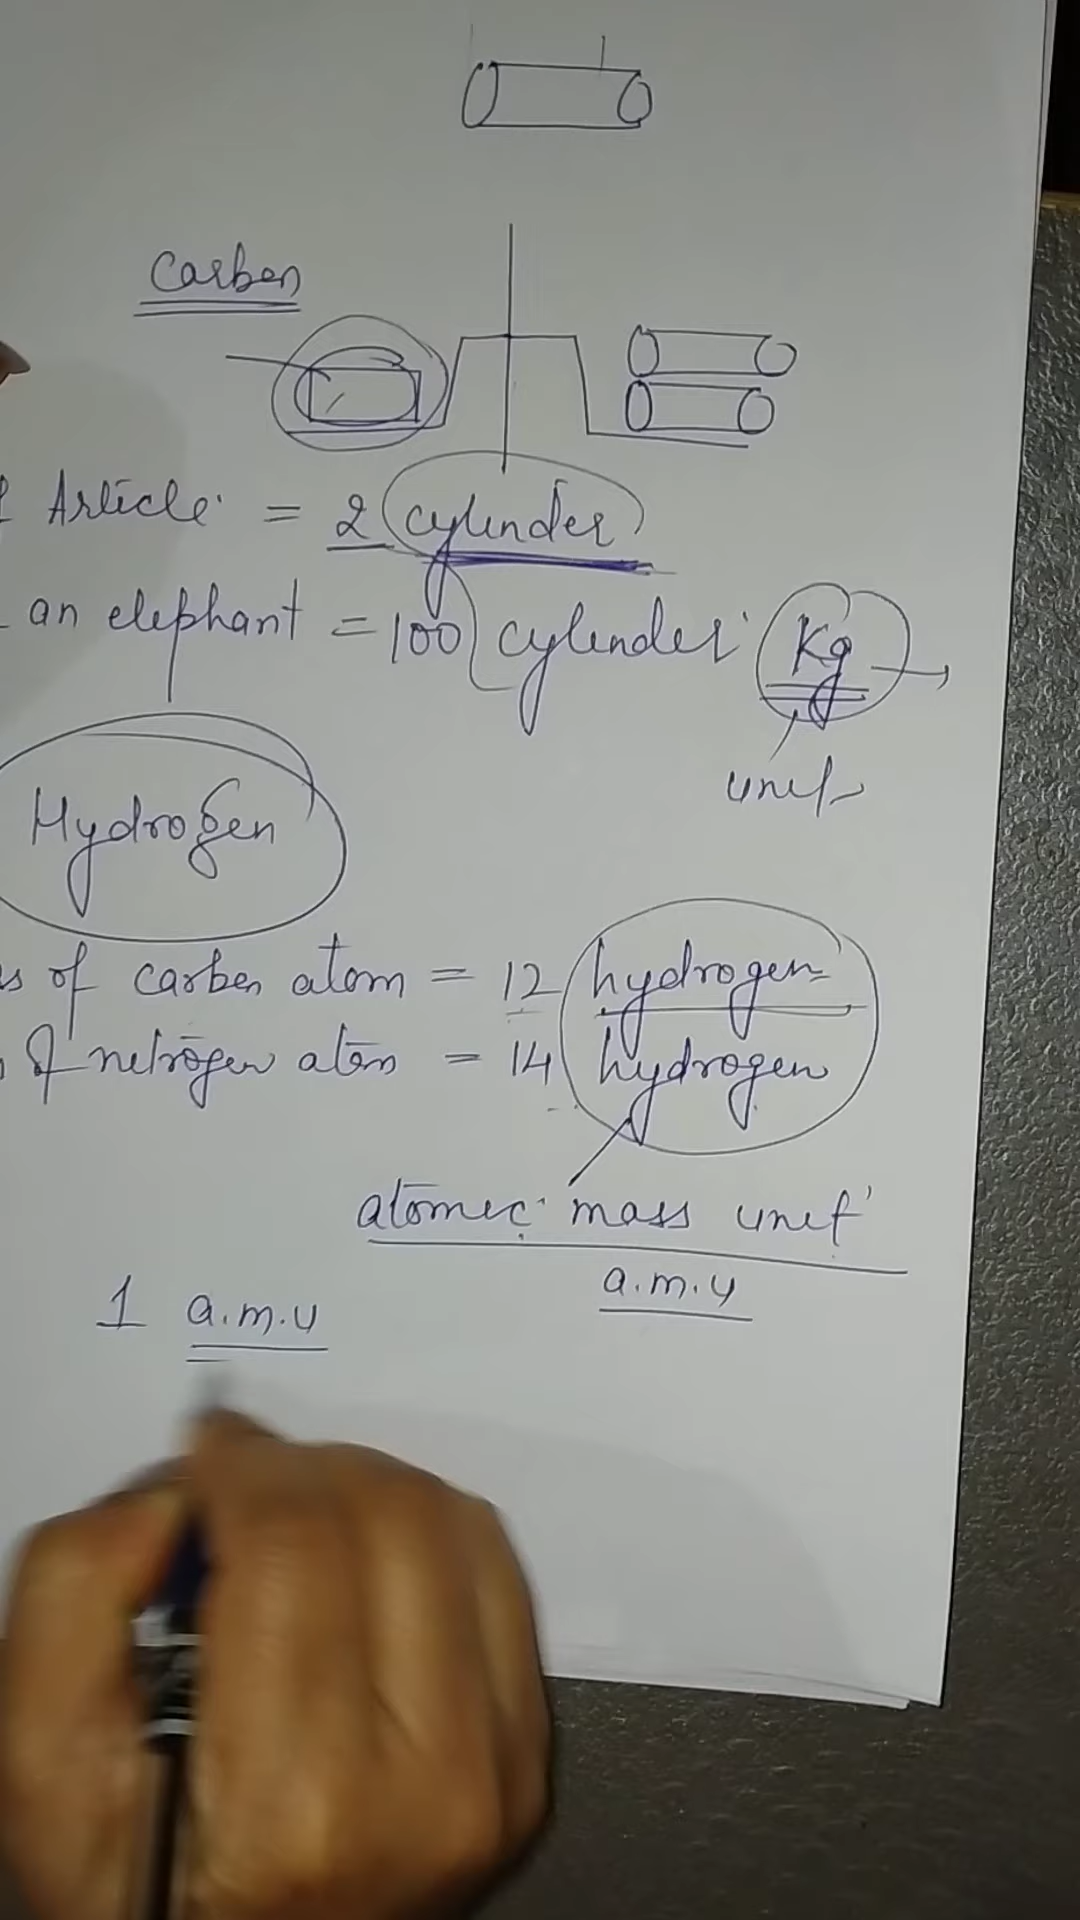 Carbon
Article = 2 cylinder
an elephant = 100 cylinder Kg
unit
Hydrogen
of carbon atom = 12 hydrogen
of nitrogen atom = 14 hydrogen
atomic mass unit
a.m.u
1 a.m.u